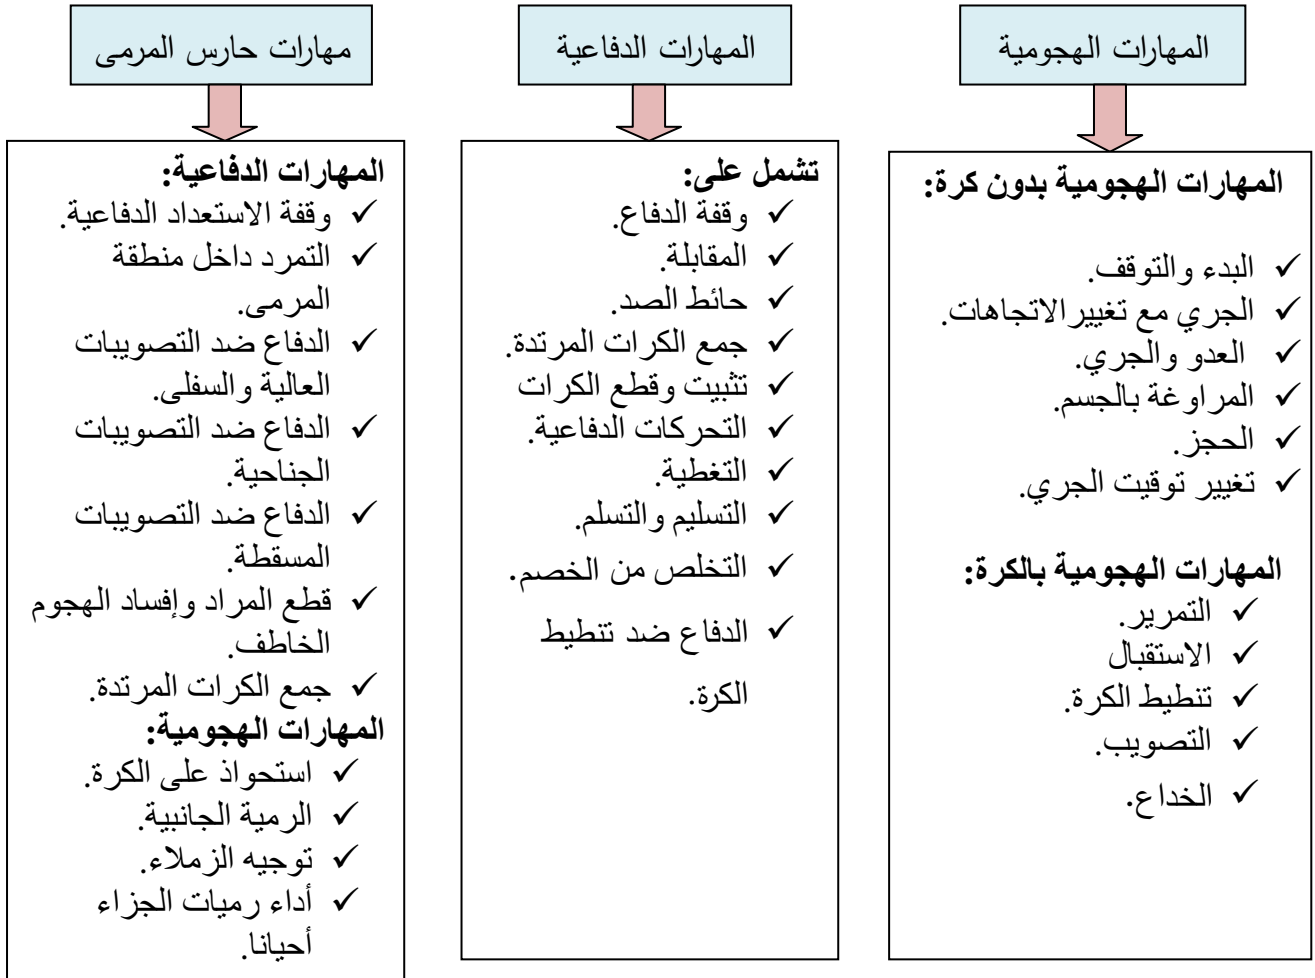 المهارات الهجومية
المهارات الهجومية بدون كرة:
✓ البدء والتوقف.
✓ الجري مع تغيير الاتجاهات.
✓ العدو والجري.
✓ المراوغة بالجسم.
✓ الحجز.
✓ تغيير توقيت الجري.
المهارات الهجومية بالكرة:
✓ التمرير.
✓ الاستقبال
✓ تنطيط الكرة.
✓ التصويب.
✓ الخداع.
المهارات الدفاعية
تشمل على:
✓ وقفة الدفاع.
✓ المقابلة.
✓ حائط الصد.
✓ جمع الكرات المرتدة.
✓ تثبيت وقطع الكرات
✓ التحركات الدفاعية.
✓ التغطية.
✓ التسليم والتسلم.
✓ التخلص من الخصم.
✓ الدفاع ضد تنطيط
الكرة.
مهارات حارس المرمى
المهارات الدفاعية:
✓ وقفة الاستعداد الدفاعية.
✓ التمرد داخل منطقة
المرمى.
✓ الدفاع ضد التصويبات
العالية والسفلى.
✓ الدفاع ضد التصويبات
الجناحية.
✓ الدفاع ضد التصويبات
المسقطة.
✓ قطع المراد وإفساد الهجوم
الخاطف.
✓ جمع الكرات المرتدة.
المهارات الهجومية:
✓ استحواذ على الكرة.
✓ الرمية الجانبية.
✓ توجيه الزملاء.
✓ أداء رميات الجزاء
أحيانا.